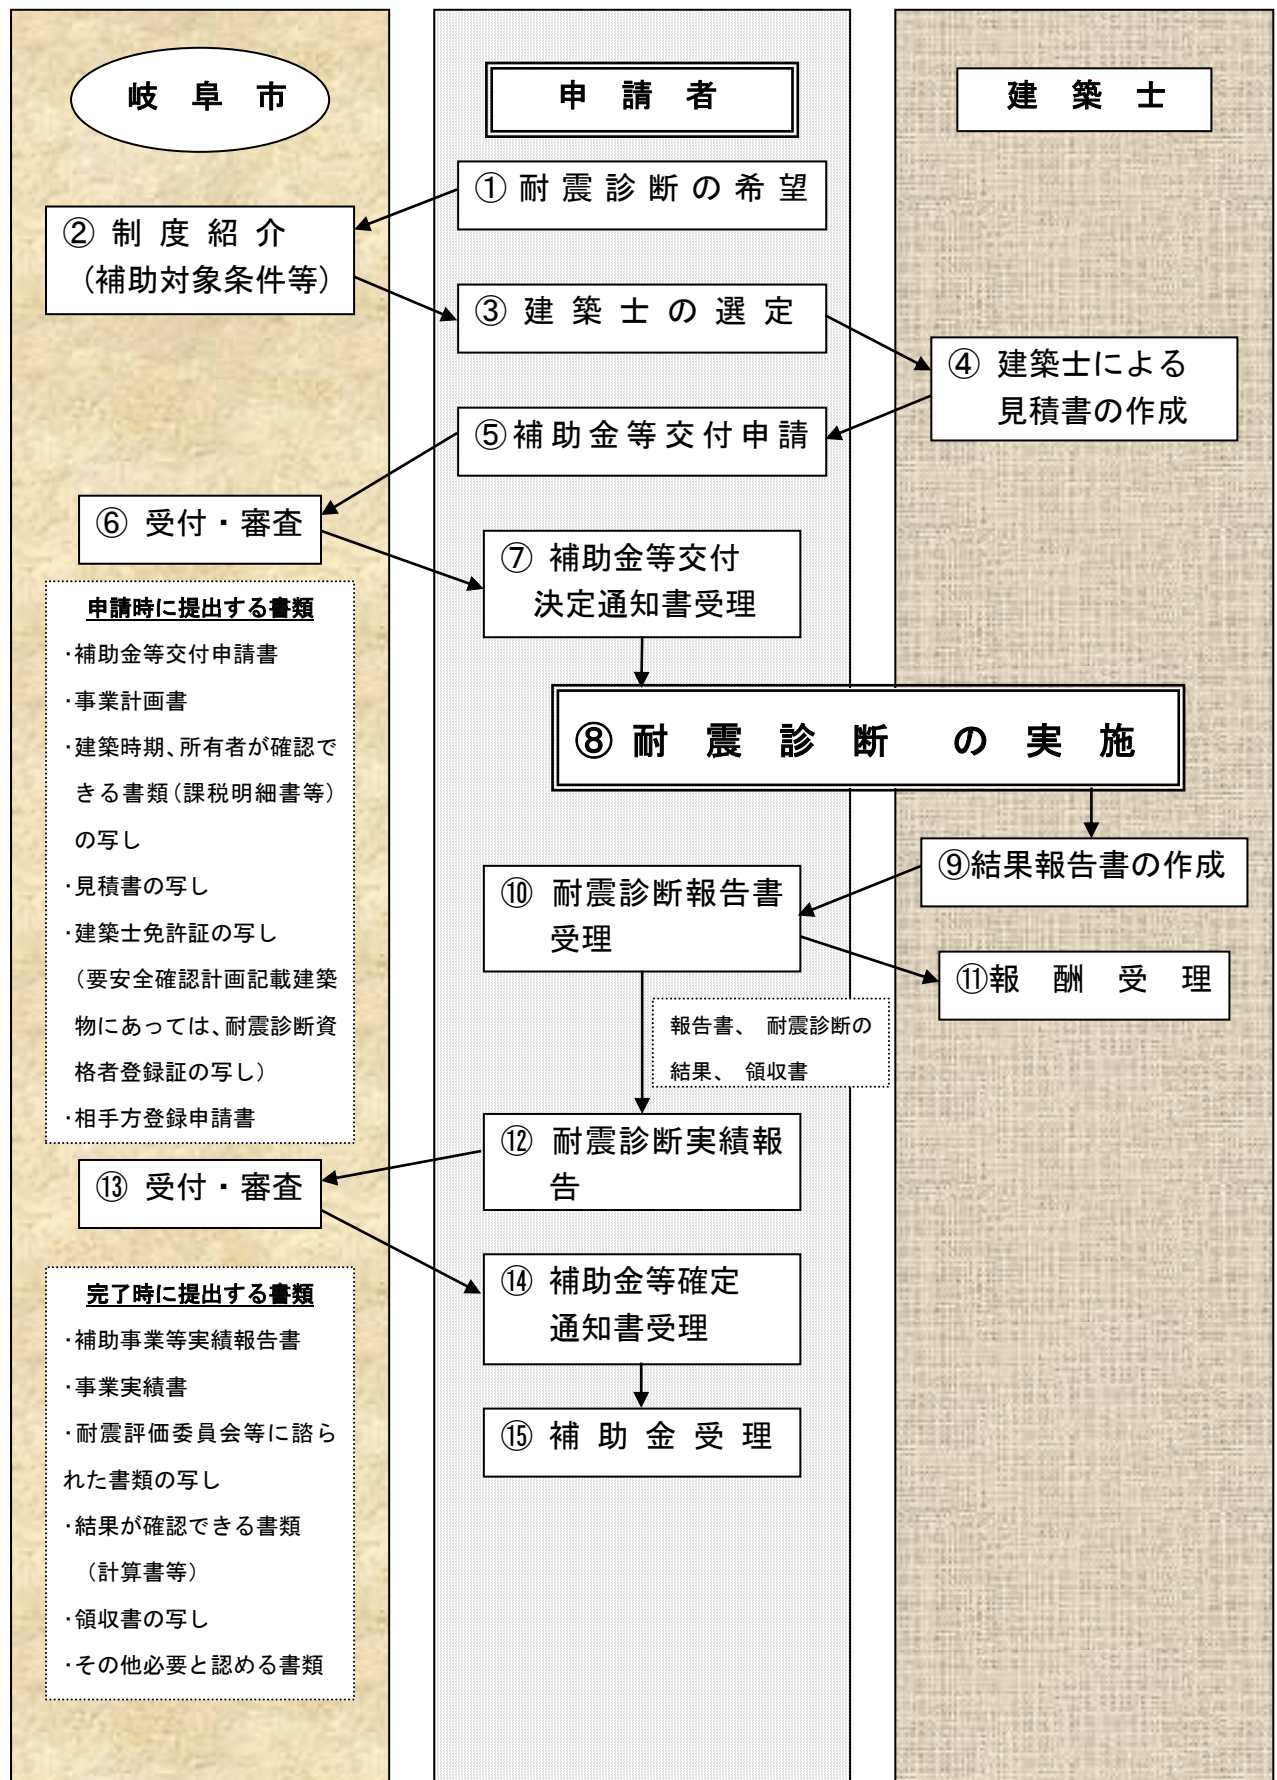 岐阜市
申請者
建築士
①耐震診断の希望
②制度紹介
(補助対象条件等)
③建築士の選定
④ 建築士による
見積書の作成
⑤補助金等交付申請
⑥ 受付・審査
⑦ 補助金等交付
決定通知書受理
申請時に提出する書類
・補助金等交付申請書
・事業計画書
・建築時期、所有者が確認で
きる書類(課税明細書等)
の写し
・見積書の写し
・建築士免許証の写し
(要安全確認計画記載建築
物にあっては、耐震診断資
格者登録証の写し)
・相手方登録申請書
⑧耐震診断の実施
⑨結果報告書の作成
⑩ 耐震診断報告書
受理
⑪報酬受理
報告書、耐震診断の
結果、領収書
⑫ 耐震診断実績報
告
⑬ 受付・審査
⑭ 補助金等確定
通知書受理
⑮ 補助金受理
完了時に提出する書類
・補助事業等実績報告書
・事業実績書
・耐震評価委員会等に諮ら
れた書類の写し
・結果が確認できる書類
(計算書等)
・領収書の写し
・その他必要と認める書類